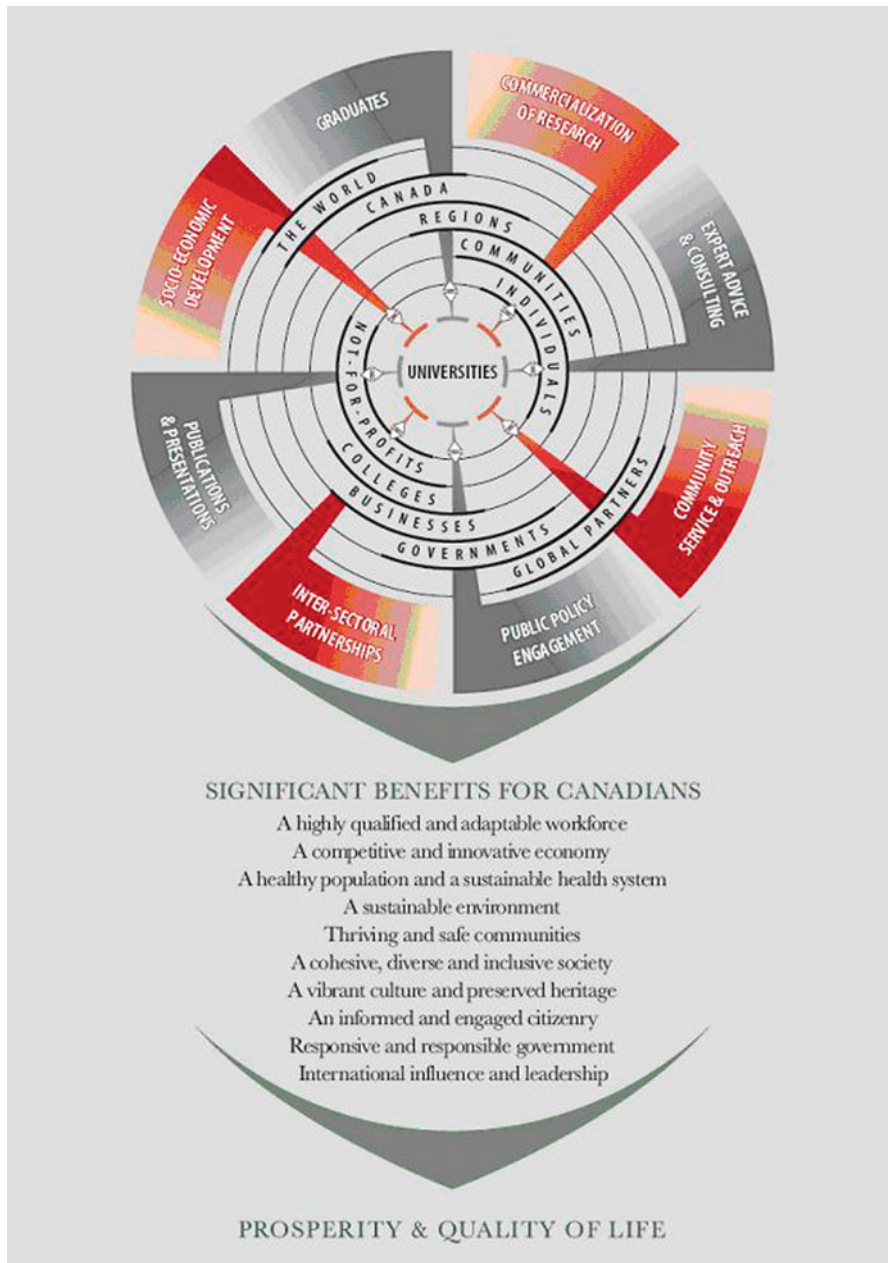 GRADUATES
COMMERCIALIZATION
OF RESEARCH
EXPERT ADVICE
& CONSULTING
COMMUNITY
SERVICE & OUTREACH
PUBLIC POLICY
ENGAGEMENT
INTER-SECTORAL
PARTNERSHIPS
PUBLICATIONS
& PRESENTATIONS
SOCIO-ECONOMIC
DEVELOPMENT
THE WORLD
CANADA
REGIONS
COMMUNITIES
INDIVIDUALS
UNIVERSITIES
NOT-FOR-PROFITS
COLLEGES
BUSINESSES
GOVERNMENTS
GLOBAL PARTNERS
SIGNIFICANT BENEFITS FOR CANADIANS
A highly qualified and adaptable workforce
A competitive and innovative economy
A healthy population and a sustainable health system
A sustainable environment
Thriving and safe communities
A cohesive, diverse and inclusive society
A vibrant culture and preserved heritage
An informed and engaged citizenry
Responsive and responsible government
International influence and leadership
PROSPERITY & QUALITY OF LIFE